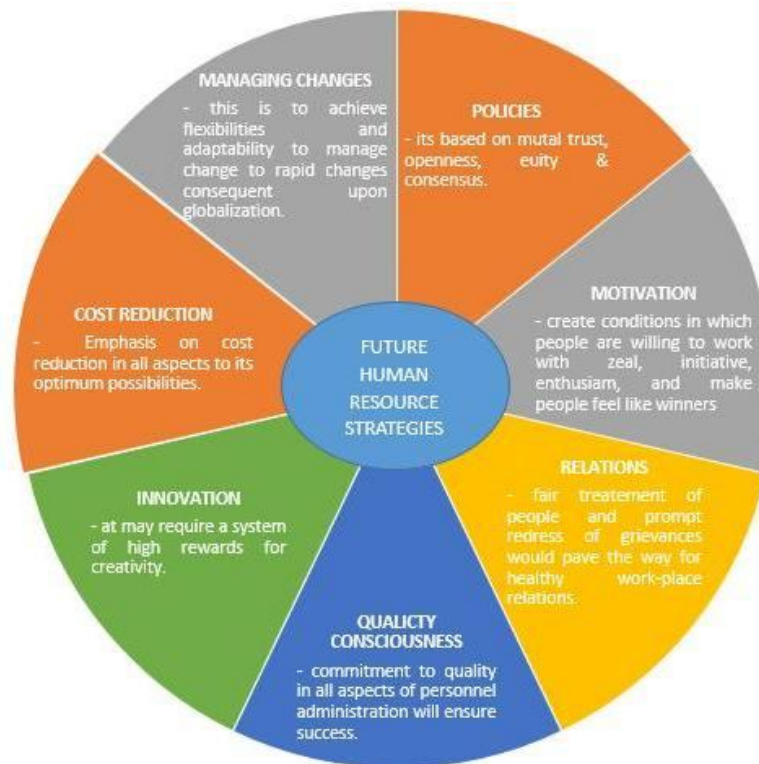 MANAGING CHANGES
- this is to achieve
flexibilities and
adaptability to manage
change to rapid changes
consequent upon
globalization.
POLICIES
- its based on mutal trust,
openness, euity &
consensus.
MOTIVATION
- create conditions in which
people are willing to work
with zeal, initiative,
enthusiam, and make
people feel like winners
RELATIONS
- fair treatement of
people and prompt
redress of grievances
would pave the way for
healthy work-place
relations.
QUALICTY
CONSCIOUSNESS
- commitment to quality
in all aspects of personnel
administration will ensure
success.
INNOVATION
- at may require a system
of high rewards for
creativity.
COST REDUCTION
- Emphasis on cost
reduction in all aspects to its
optimum possibilities.
FUTURE
HUMAN
RESOURCE
STRATEGIES